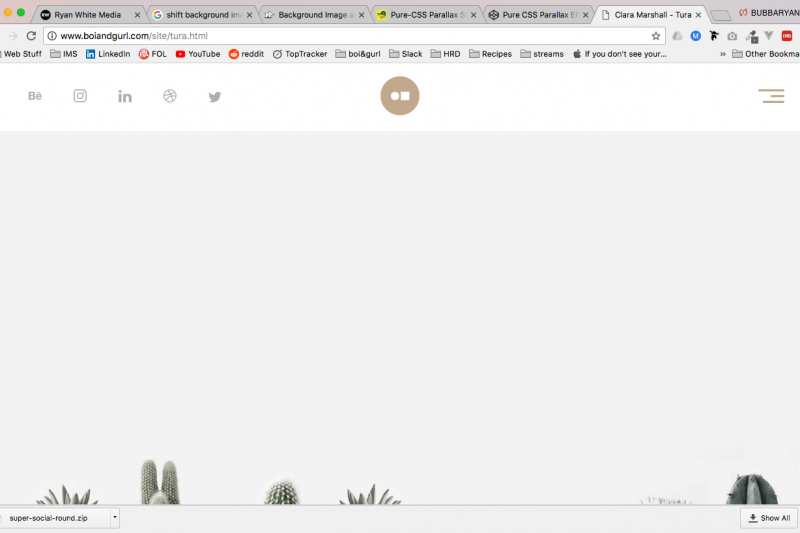 Ryan White Media
shift background im
Background Image a
Pure-CSS Parallax S
Pure CSS Parallax Ef
Clara Marshall - Tura
BUBBARYAN
www.boiandgurl.com/site/tura.html
Web Stuff
IMS
LinkedIn
FOL
YouTube
reddit
TopTracker
boi&gurl
Slack
HRD
Recipes
streams
If you don't see your...
»
Other Bookma
Bē
super-social-round.zip
Show All